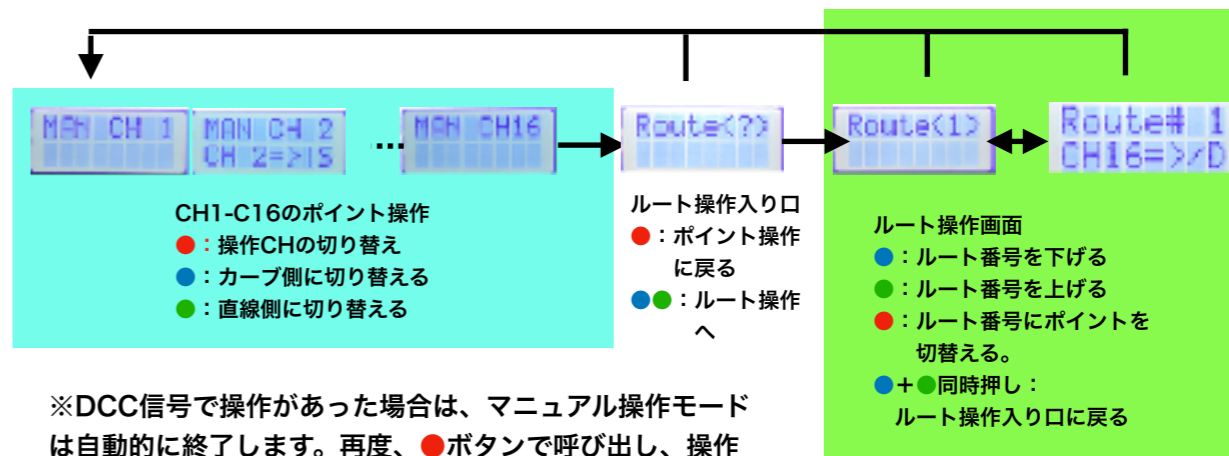 MAN CH 1
MAN CH 2
CH 2=>|S
MAN CH16
Route<?>
Route<1>
Route# 1
CH16=>/D
CH1-C16のポイント操作
●：操作CHの切り替え
●：カーブ側に切り替える
●：直線側に切り替える
ルート操作入り口
●：ポイント操作
に戻る
●●：ルート操作
へ
ルート操作画面
●：ルート番号を下げる
●：ルート番号を上げる
●：ルート番号にポイントを
切替える。
●＋●同時押し：
ルート操作入り口に戻る
※DCC信号で操作があった場合は、マニュアル操作モード
は自動的に終了します。再度、●ボタンで呼び出し、操作